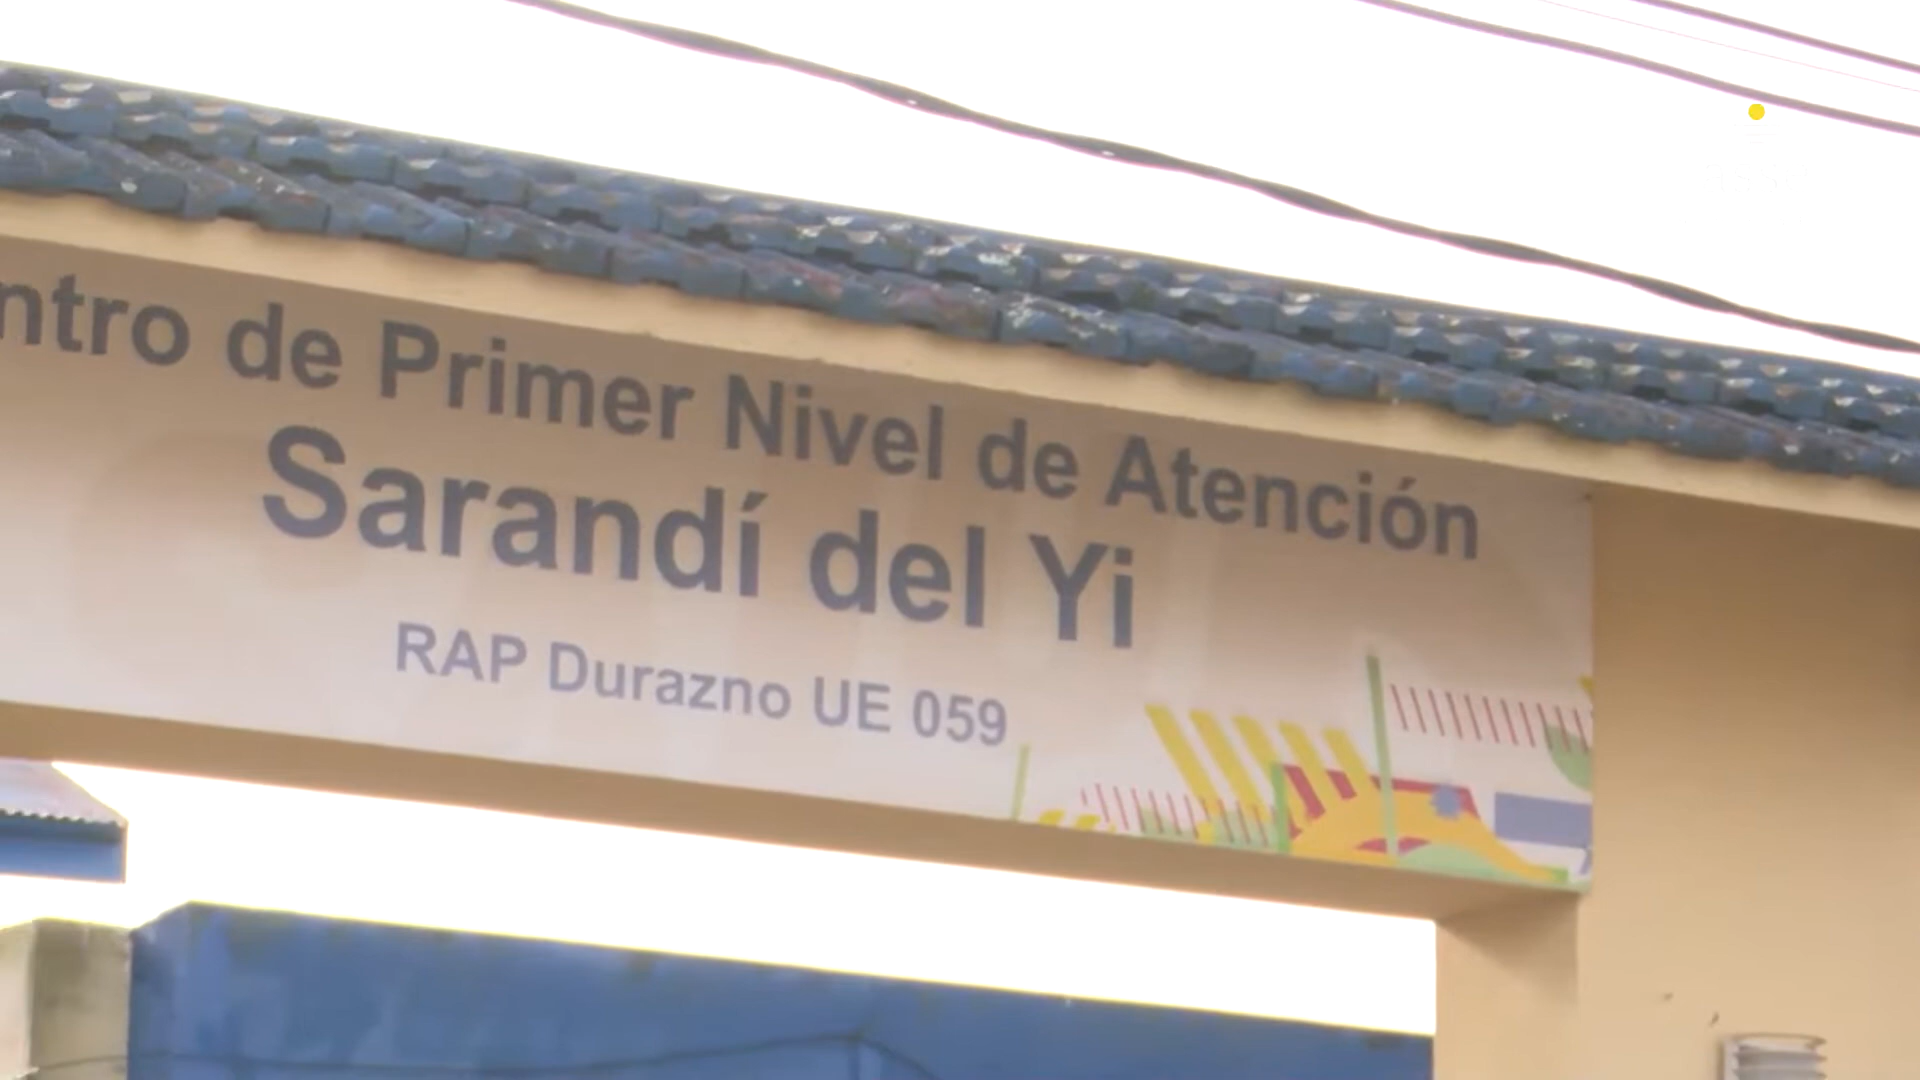 ntro de Primer Nivel de Atención
Sarandí del Yi
RAP Durazno UE 059